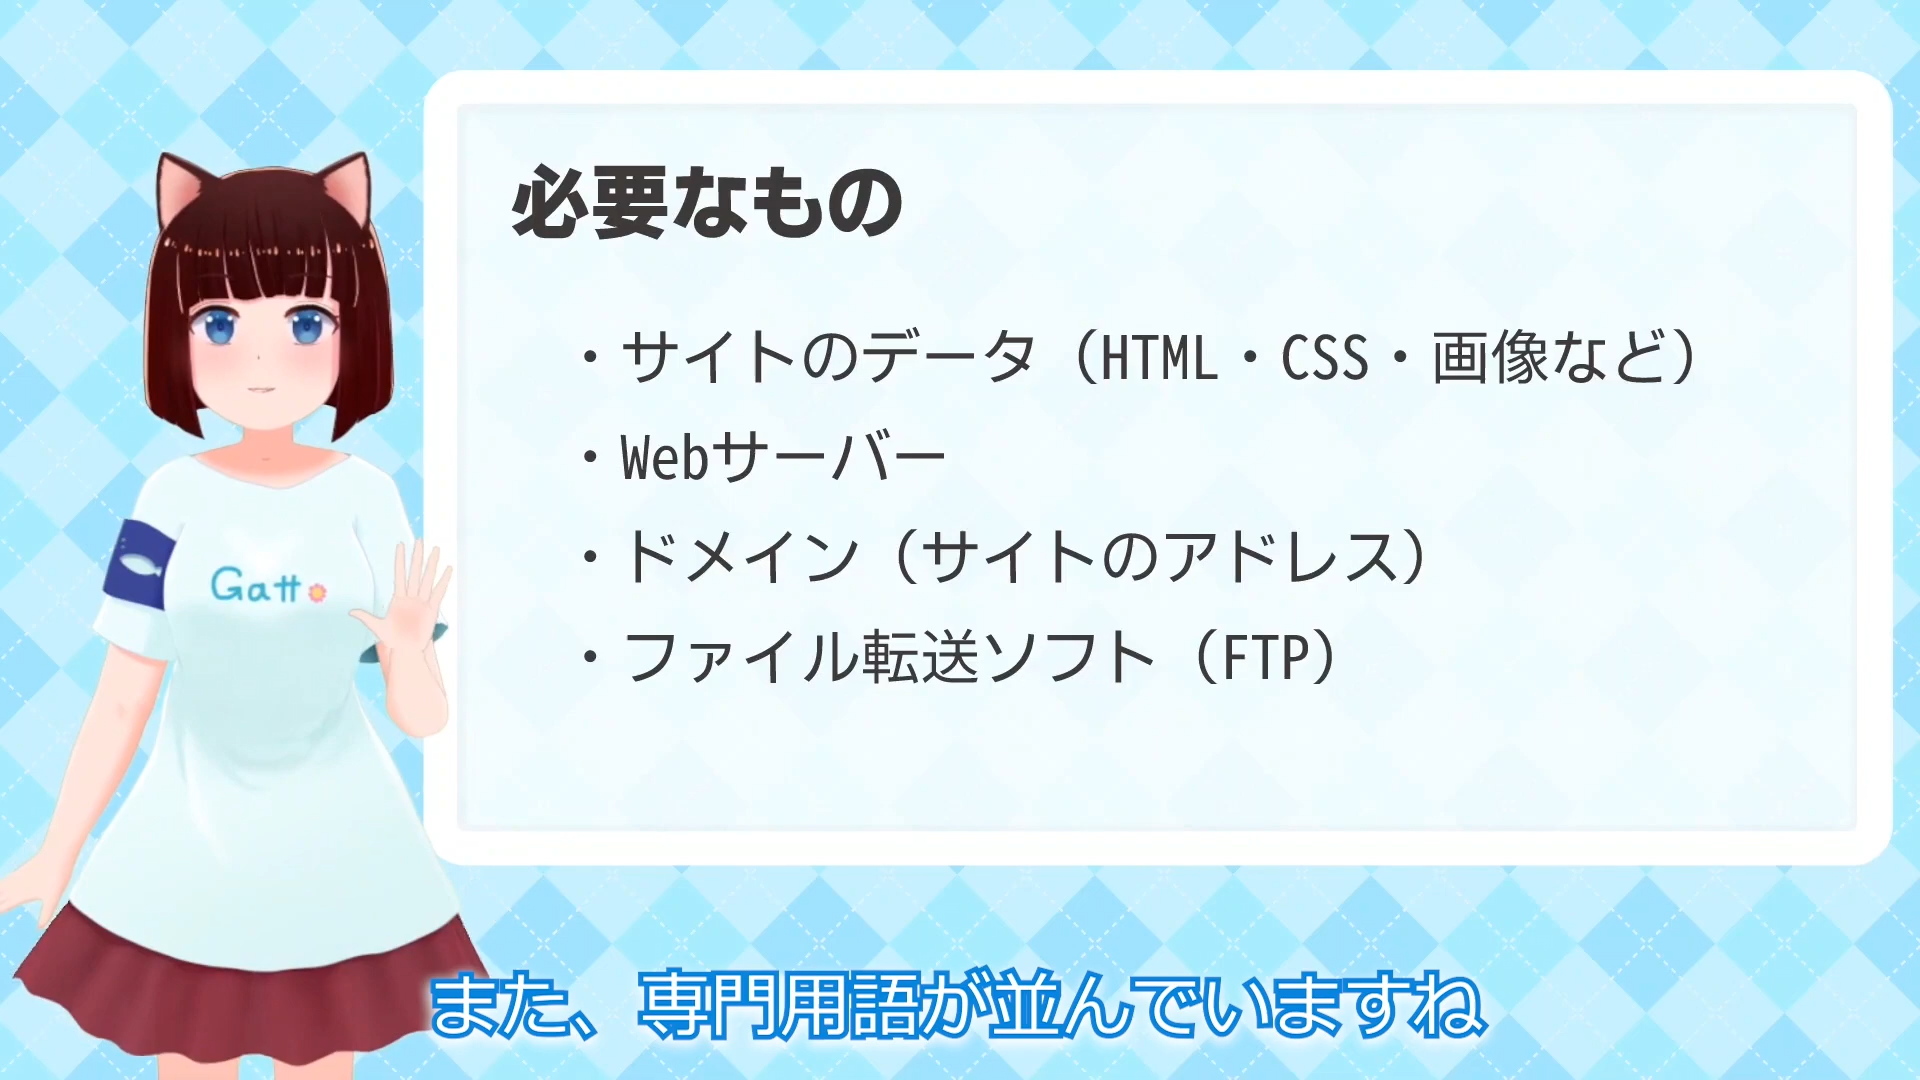 必要なもの
・サイトのデータ（HTML・CSS・画像など）
・Webサーバー
・ドメイン（サイトのアドレス）
・ファイル転送ソフト（FTP）
Gatto
また、専門用語が並んでいますね